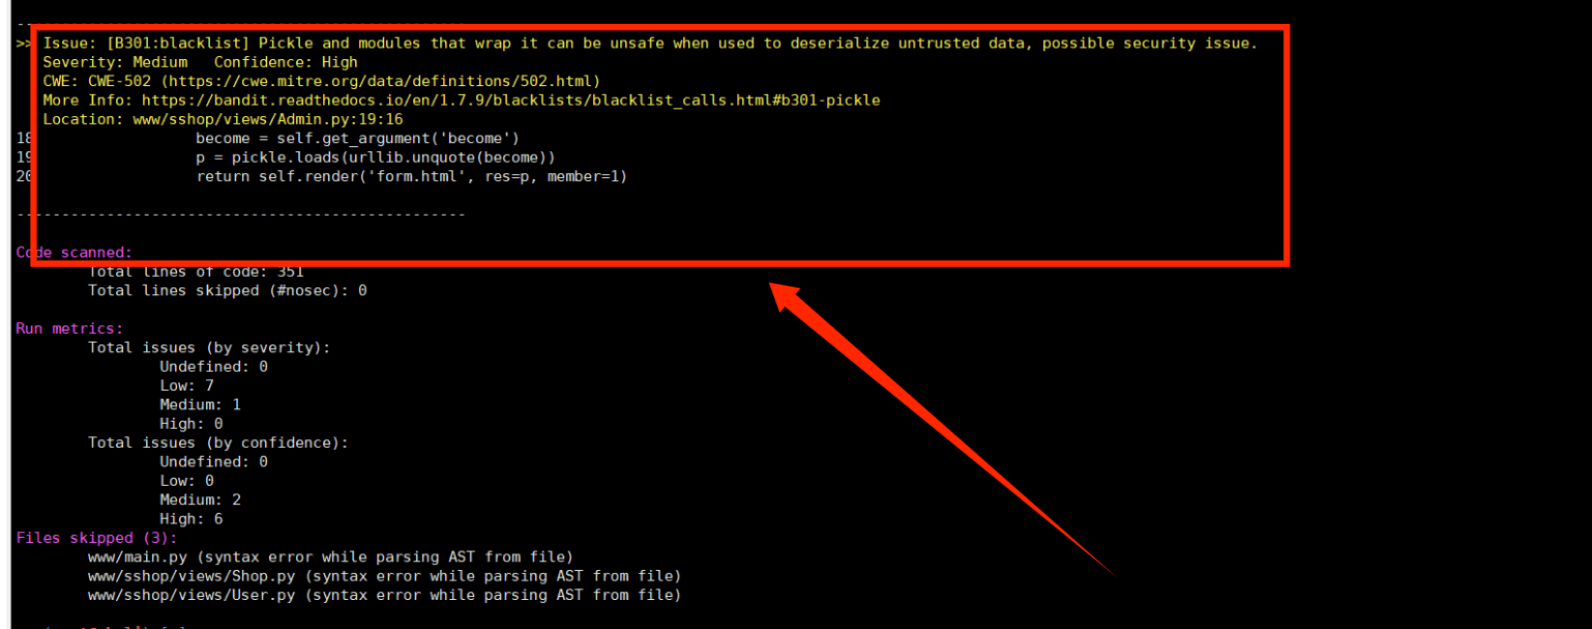 --------------------------------------------------
>> Issue: [B301:blacklist] Pickle and modules that wrap it can be unsafe when used to deserialize untrusted data, possible security issue.
Severity: Medium   Confidence: High
CWE: CWE-502 (https://cwe.mitre.org/data/definitions/502.html)
More Info: https://bandit.readthedocs.io/en/1.7.9/blacklists/blacklist_calls.html#b301-pickle
Location: www/sshop/views/Admin.py:19:16
18                  become = self.get_argument('become')
19                  p = pickle.loads(urllib.unquote(become))
20                  return self.render('form.html', res=p, member=1)
--------------------------------------------------
Code scanned:
Total lines of code: 351
Total lines skipped (#nosec): 0
Run metrics:
Total issues (by severity):
Undefined: 0
Low: 7
Medium: 1
High: 0
Total issues (by confidence):
Undefined: 0
Low: 0
Medium: 2
High: 6
Files skipped (3):
www/main.py (syntax error while parsing AST from file)
www/sshop/views/Shop.py (syntax error while parsing AST from file)
www/sshop/views/User.py (syntax error while parsing AST from file)